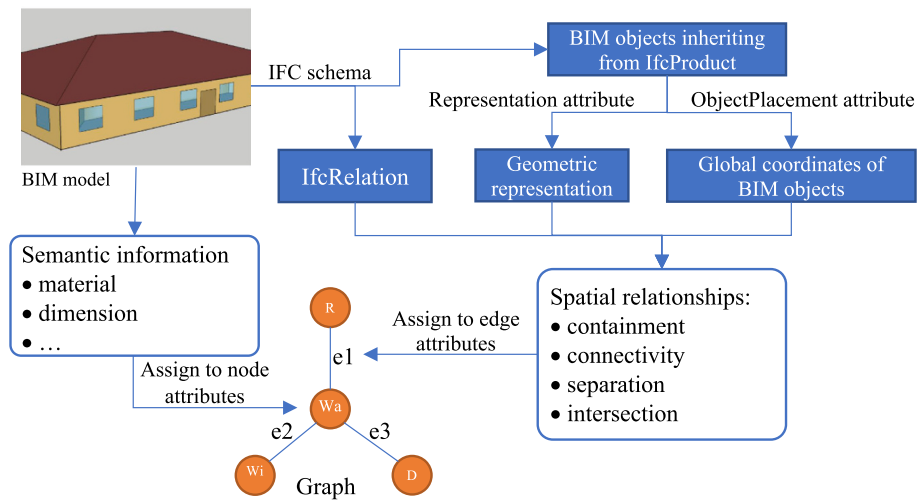 BIM objects inheriting
from IfcProduct
IFC schema
Representation attribute
ObjectPlacement attribute
BIM model
IfcRelation
Geometric
representation
Global coordinates of
BIM objects
Semantic information
• material
• dimension
• …
Spatial relationships:
• containment
• connectivity
• separation
• intersection
R
Assign to edge
attributes
e1
Assign to node
attributes
Wa
e2
e3
Wi
D
Graph